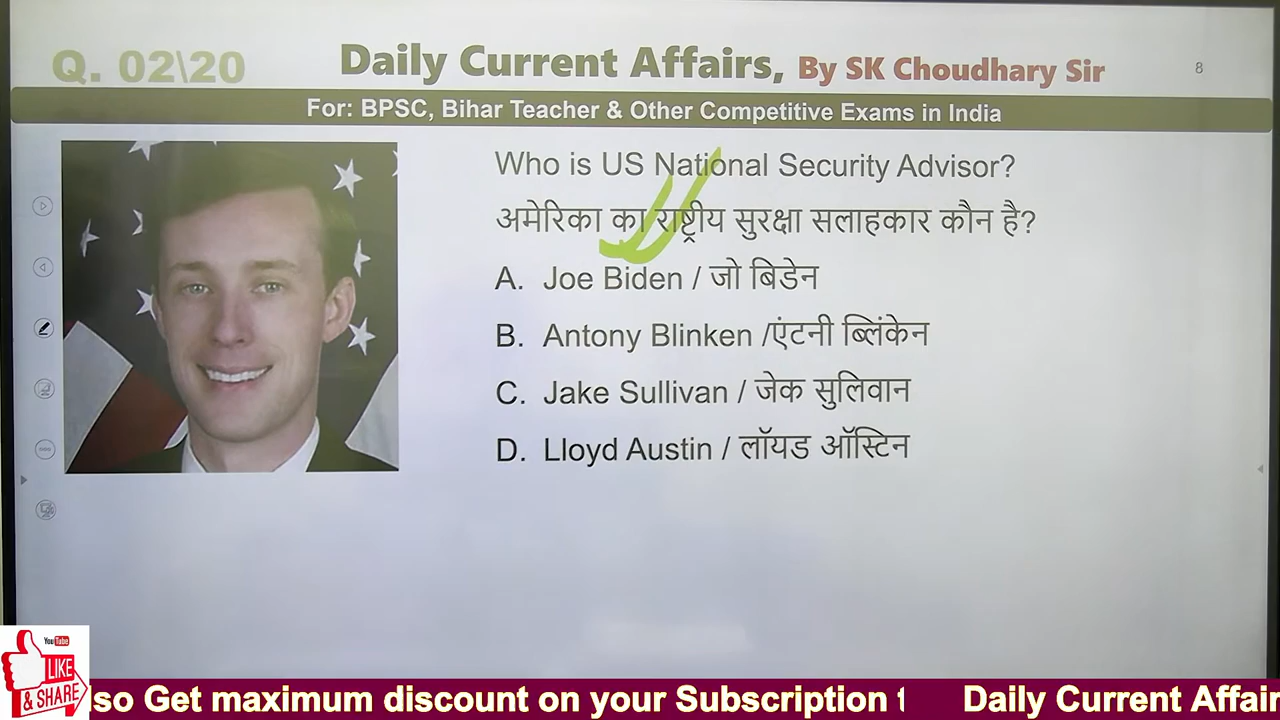 Q. 02\20
Daily Current Affairs, By SK Choudhary Sir
8
For: BPSC, Bihar Teacher & Other Competitive Exams in India
Who is US National Security Advisor?
अमेरिका का राष्ट्रीय सुरक्षा सलाहकार कौन है?
A. Joe Biden / जो बिडेन
B. Antony Blinken /एंटनी ब्लिंकेन
C. Jake Sullivan / जेक सुलिवान
D. Lloyd Austin / लॉयड ऑस्टिन
YouTube
LIKE
& SHARE
so Get maximum discount on your Subscription Daily Current Affair